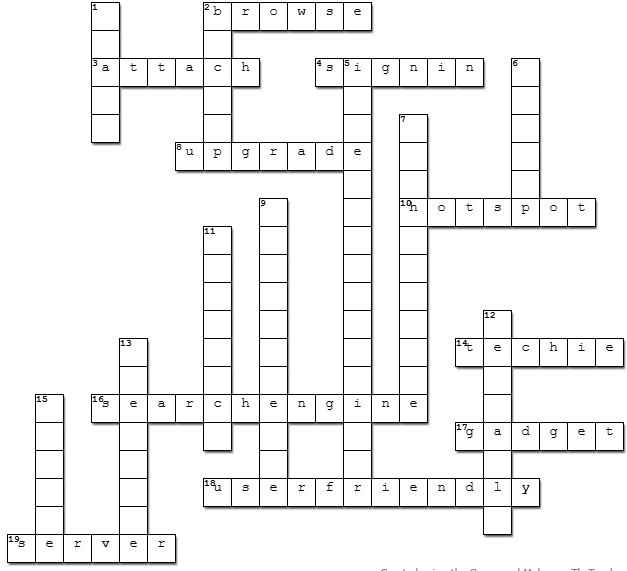 1 2 browse
3 attach 4 s 5 ignin 6
7
8 upgrade
9 10 hotspot
11
12
13 14 techie
15 16 searchengine
17 gadget
18 userfriendly
19 server